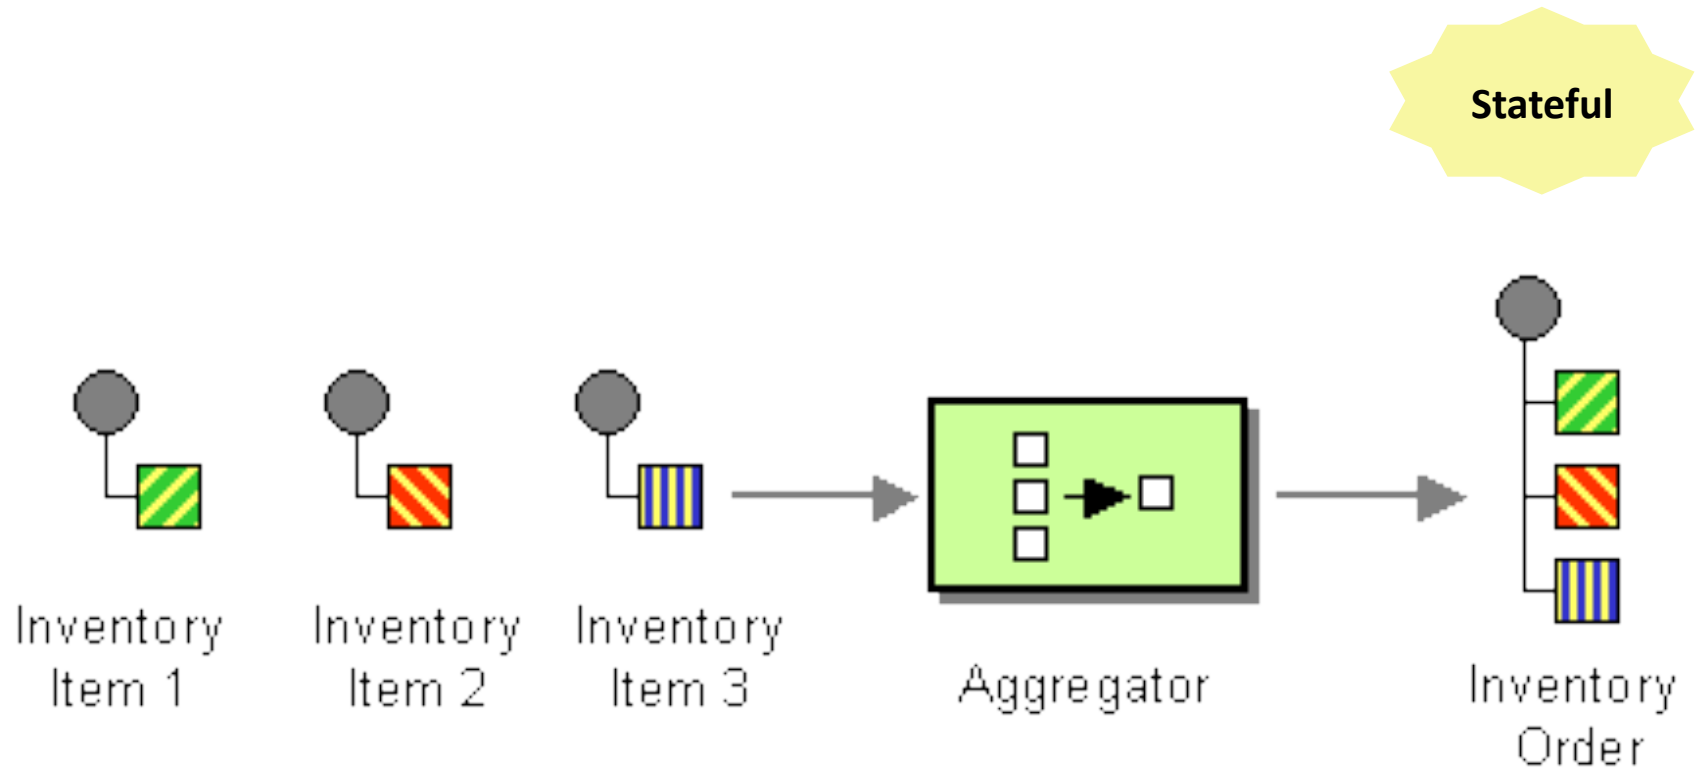 Stateful
Inventory
Item 1
Inventory
Item 2
Inventory
Item 3
Aggregator
Inventory
Order